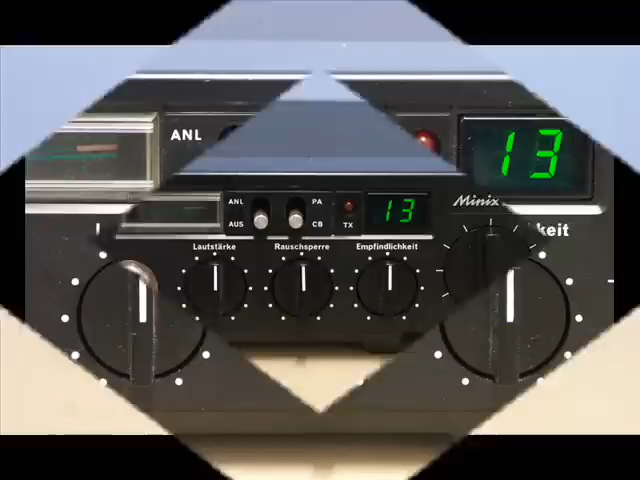 ANL
13
ANL PA
13
Minix
AUS CB
TX
keit
Lautstärke Rauschsperre Empfindlichkeit